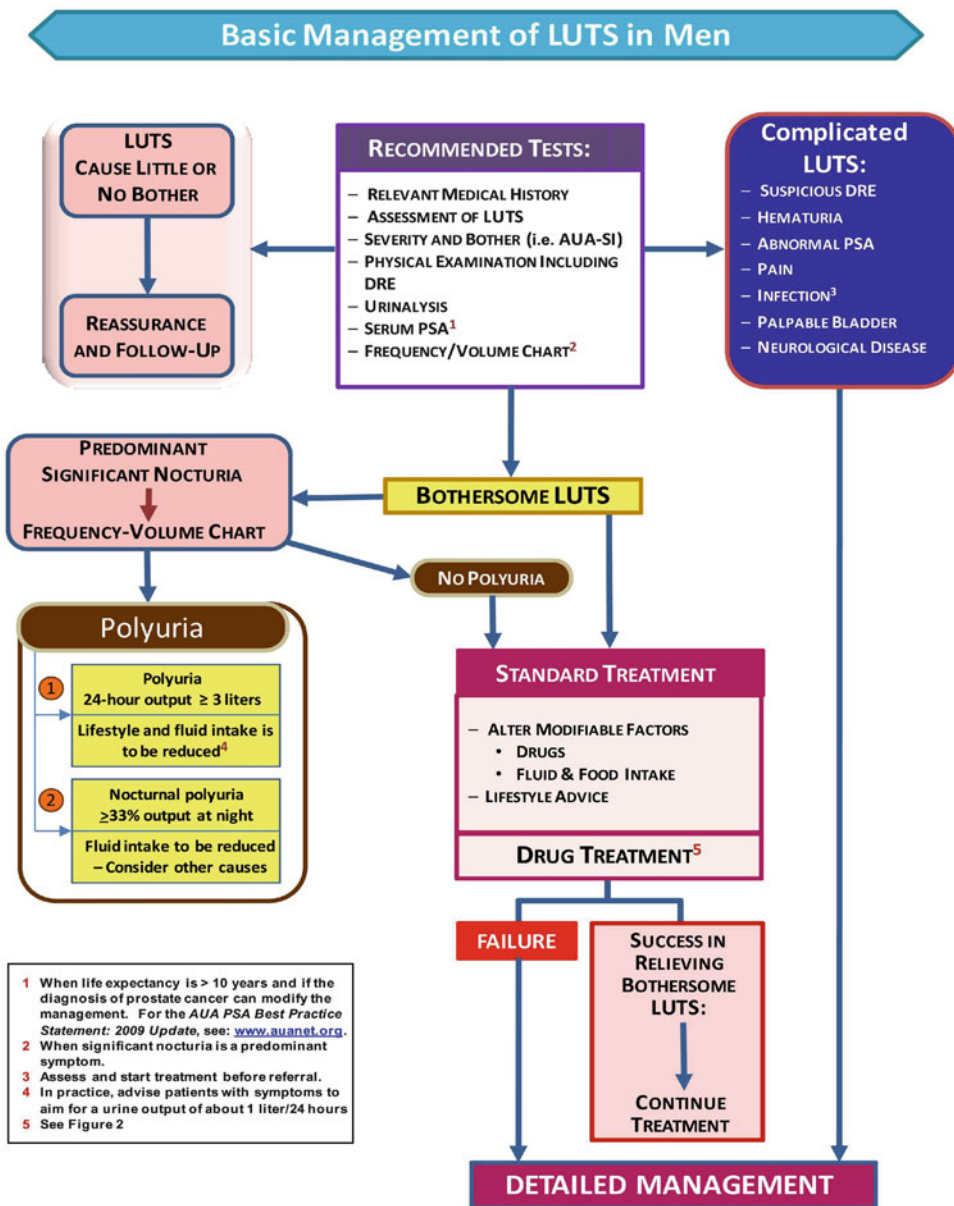 Basic Management of LUTS in Men
LUTS
CAUSE LITTLE OR
NO BOTHER
REASSURANCE
AND FOLLOW-UP
RECOMMENDED TESTS:
– RELEVANT MEDICAL HISTORY
– ASSESSMENT OF LUTS
– SEVERITY AND BOTHER (i.e. AUA-SI)
– PHYSICAL EXAMINATION INCLUDING
DRE
– URINALYSIS
– SERUM PSA1
– FREQUENCY/VOLUME CHART2
Complicated
LUTS:
– SUSPICIOUS DRE
– HEMATURIA
– ABNORMAL PSA
– PAIN
– INFECTION3
– PALPABLE BLADDER
– NEUROLOGICAL DISEASE
PREDOMINANT
SIGNIFICANT NOCTURIA
FREQUENCY-VOLUME CHART
BOTHERSOME LUTS
NO POLYURIA
Polyuria
1
Polyuria
24-hour output ≥ 3 liters
Lifestyle and fluid intake is
to be reduced4
2
Nocturnal polyuria
≥33% output at night
Fluid intake to be reduced
– Consider other causes
STANDARD TREATMENT
– ALTER MODIFIABLE FACTORS
• DRUGS
• FLUID & FOOD INTAKE
– LIFESTYLE ADVICE
DRUG TREATMENT5
FAILURE
SUCCESS IN
RELIEVING
BOTHERSOME
LUTS:
CONTINUE
TREATMENT
1 When life expectancy is > 10 years and if the
diagnosis of prostate cancer can modify the
management. For the AUA PSA Best Practice
Statement: 2009 Update, see: www.auanet.org.
2 When significant nocturia is a predominant
symptom.
3 Assess and start treatment before referral.
4 In practice, advise patients with symptoms to
aim for a urine output of about 1 liter/24 hours
5 See Figure 2
DETAILED MANAGEMENT